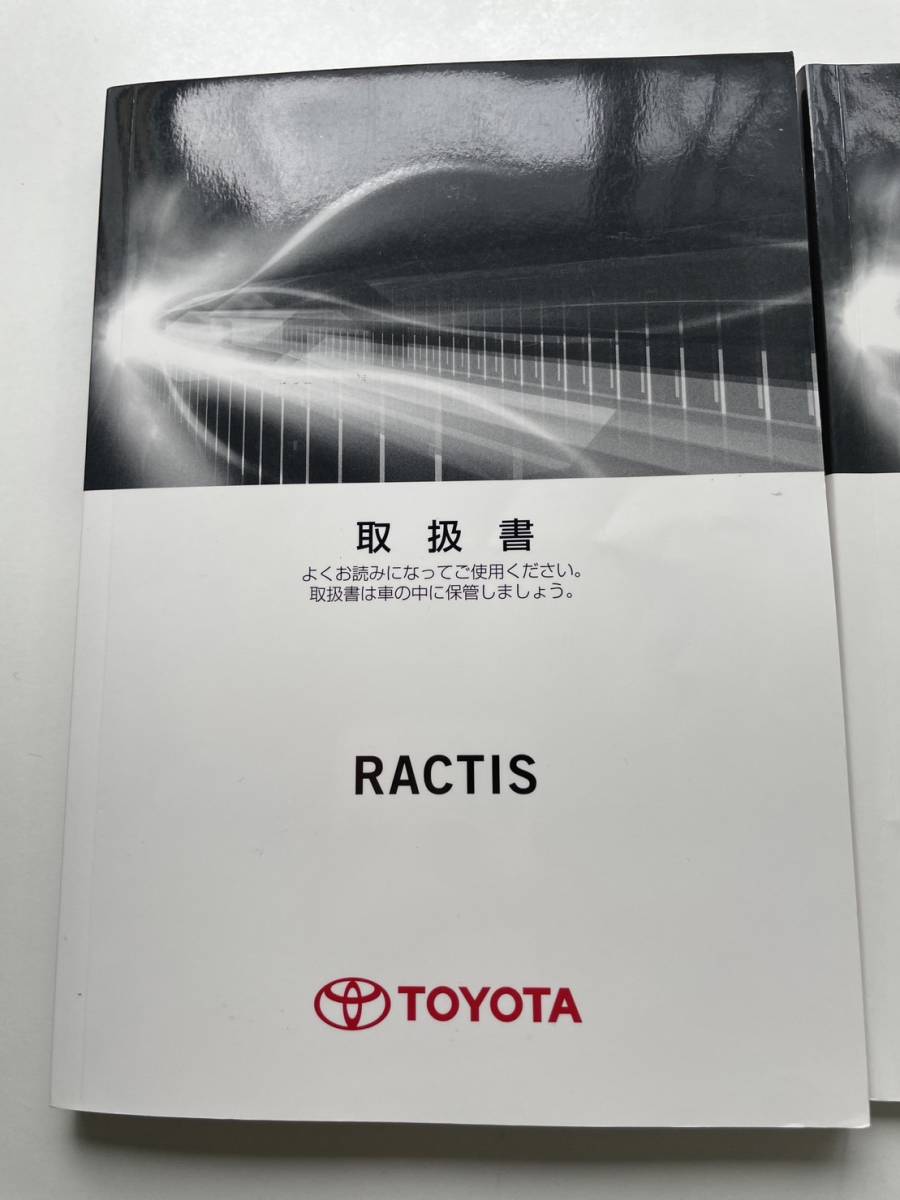 取扱書
よくお読みになってご使用ください。
取扱書は車の中に保管しましょう。
RACTIS
TOYOTA